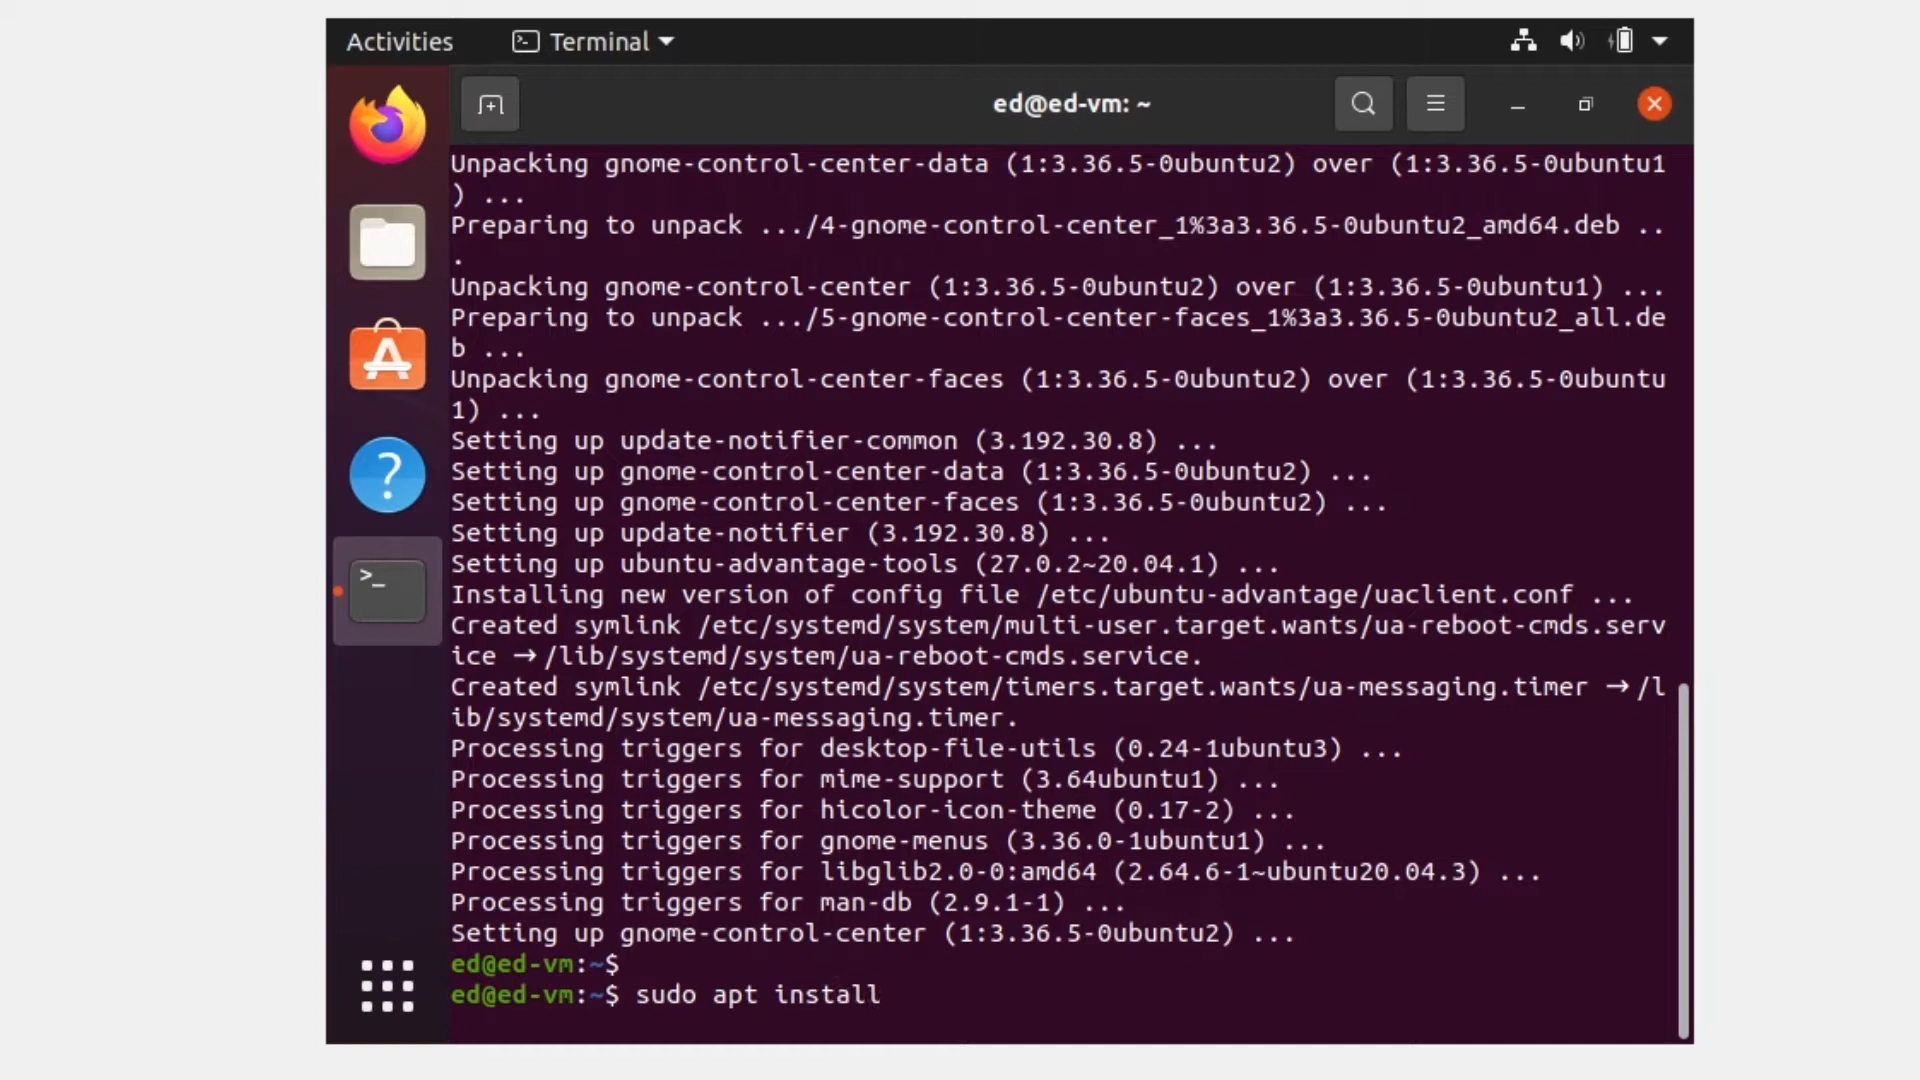 Activities
Terminal
ed@ed-vm: ~
Unpacking gnome-control-center-data (1:3.36.5-0ubuntu2) over (1:3.36.5-0ubuntu1
) ...
Preparing to unpack .../4-gnome-control-center_1%3a3.36.5-0ubuntu2_amd64.deb ..
.
Unpacking gnome-control-center (1:3.36.5-0ubuntu2) over (1:3.36.5-0ubuntu1) ...
Preparing to unpack .../5-gnome-control-center-faces_1%3a3.36.5-0ubuntu2_all.de
b ...
Unpacking gnome-control-center-faces (1:3.36.5-0ubuntu2) over (1:3.36.5-0ubuntu
1) ...
Setting up update-notifier-common (3.192.30.8) ...
Setting up gnome-control-center-data (1:3.36.5-0ubuntu2) ...
Setting up gnome-control-center-faces (1:3.36.5-0ubuntu2) ...
Setting up update-notifier (3.192.30.8) ...
Setting up ubuntu-advantage-tools (27.0.2~20.04.1) ...
Installing new version of config file /etc/ubuntu-advantage/uaclient.conf ...
Created symlink /etc/systemd/system/multi-user.target.wants/ua-reboot-cmds.serv
ice → /lib/systemd/system/ua-reboot-cmds.service.
Created symlink /etc/systemd/system/timers.target.wants/ua-messaging.timer → /l
ib/systemd/system/ua-messaging.timer.
Processing triggers for desktop-file-utils (0.24-1ubuntu3) ...
Processing triggers for mime-support (3.64ubuntu1) ...
Processing triggers for hicolor-icon-theme (0.17-2) ...
Processing triggers for gnome-menus (3.36.0-1ubuntu1) ...
Processing triggers for libglib2.0-0:amd64 (2.64.6-1~ubuntu20.04.3) ...
Processing triggers for man-db (2.9.1-1) ...
Setting up gnome-control-center (1:3.36.5-0ubuntu2) ...
ed@ed-vm:~$
ed@ed-vm:~$ sudo apt install